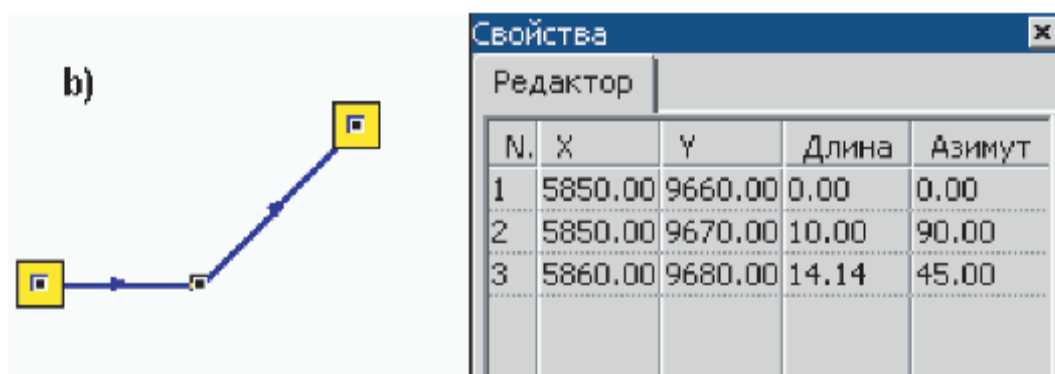 b)
Свойства
Редактор
N. X Y Длина Азимут
1 5850.00 9660.00 0.00 0.00
2 5850.00 9670.00 10.00 90.00
3 5860.00 9680.00 14.14 45.00